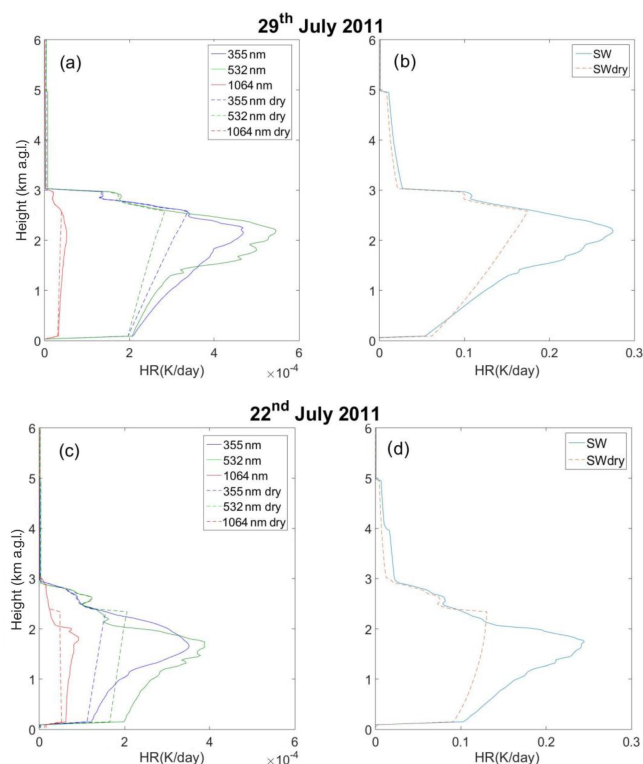 29th July 2011
(a)
355 nm
532 nm
1064 nm
355 nm dry
532 nm dry
1064 nm dry
Height (km a.g.l.)
6
5
4
3
2
1
0
0
2
4
6
HR(K/day)
×10-4
(b)
SW
SWdry
6
5
4
3
2
1
0
0
0.1
0.2
0.3
HR(K/day)
22nd July 2011
(c)
355 nm
532 nm
1064 nm
355 nm dry
532 nm dry
1064 nm dry
Height (km a.g.l.)
6
5
4
3
2
1
0
0
2
4
6
HR(K/day)
×10-4
(d)
SW
SWdry
6
5
4
3
2
1
0
0
0.1
0.2
0.3
HR(K/day)